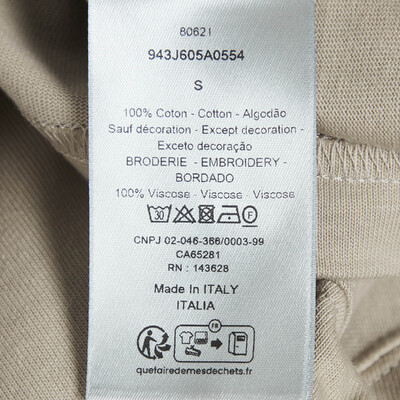 80621
943J605A0554
S
100% Coton - Cotton - Algodão
Sauf décoration - Except decoration -
Exceto decoração
BRODERIE - EMBROIDERY -
BORDADO
100% Viscose - Viscose - Viscose
30 F
CNPJ 02-046-366/0003-99
CA65281
RN : 143628
Made In ITALY
ITALIA
FR
quefairedemesdechets.fr